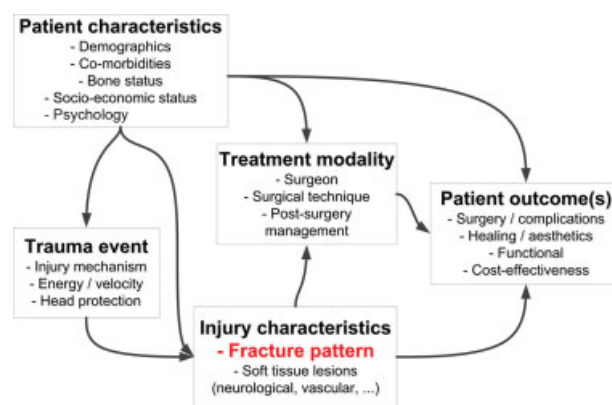 Patient characteristics
- Demographics
- Co-morbidities
- Bone status
- Socio-economic status
- Psychology
Treatment modality
- Surgeon
- Surgical technique
- Post-surgery
management
Patient outcome(s)
- Surgery / complications
- Healing / aesthetics
- Functional
- Cost-effectiveness
Trauma event
- Injury mechanism
- Energy / velocity
- Head protection
Injury characteristics
- Fracture pattern
- Soft tissue lesions
(neurological, vascular, ...)